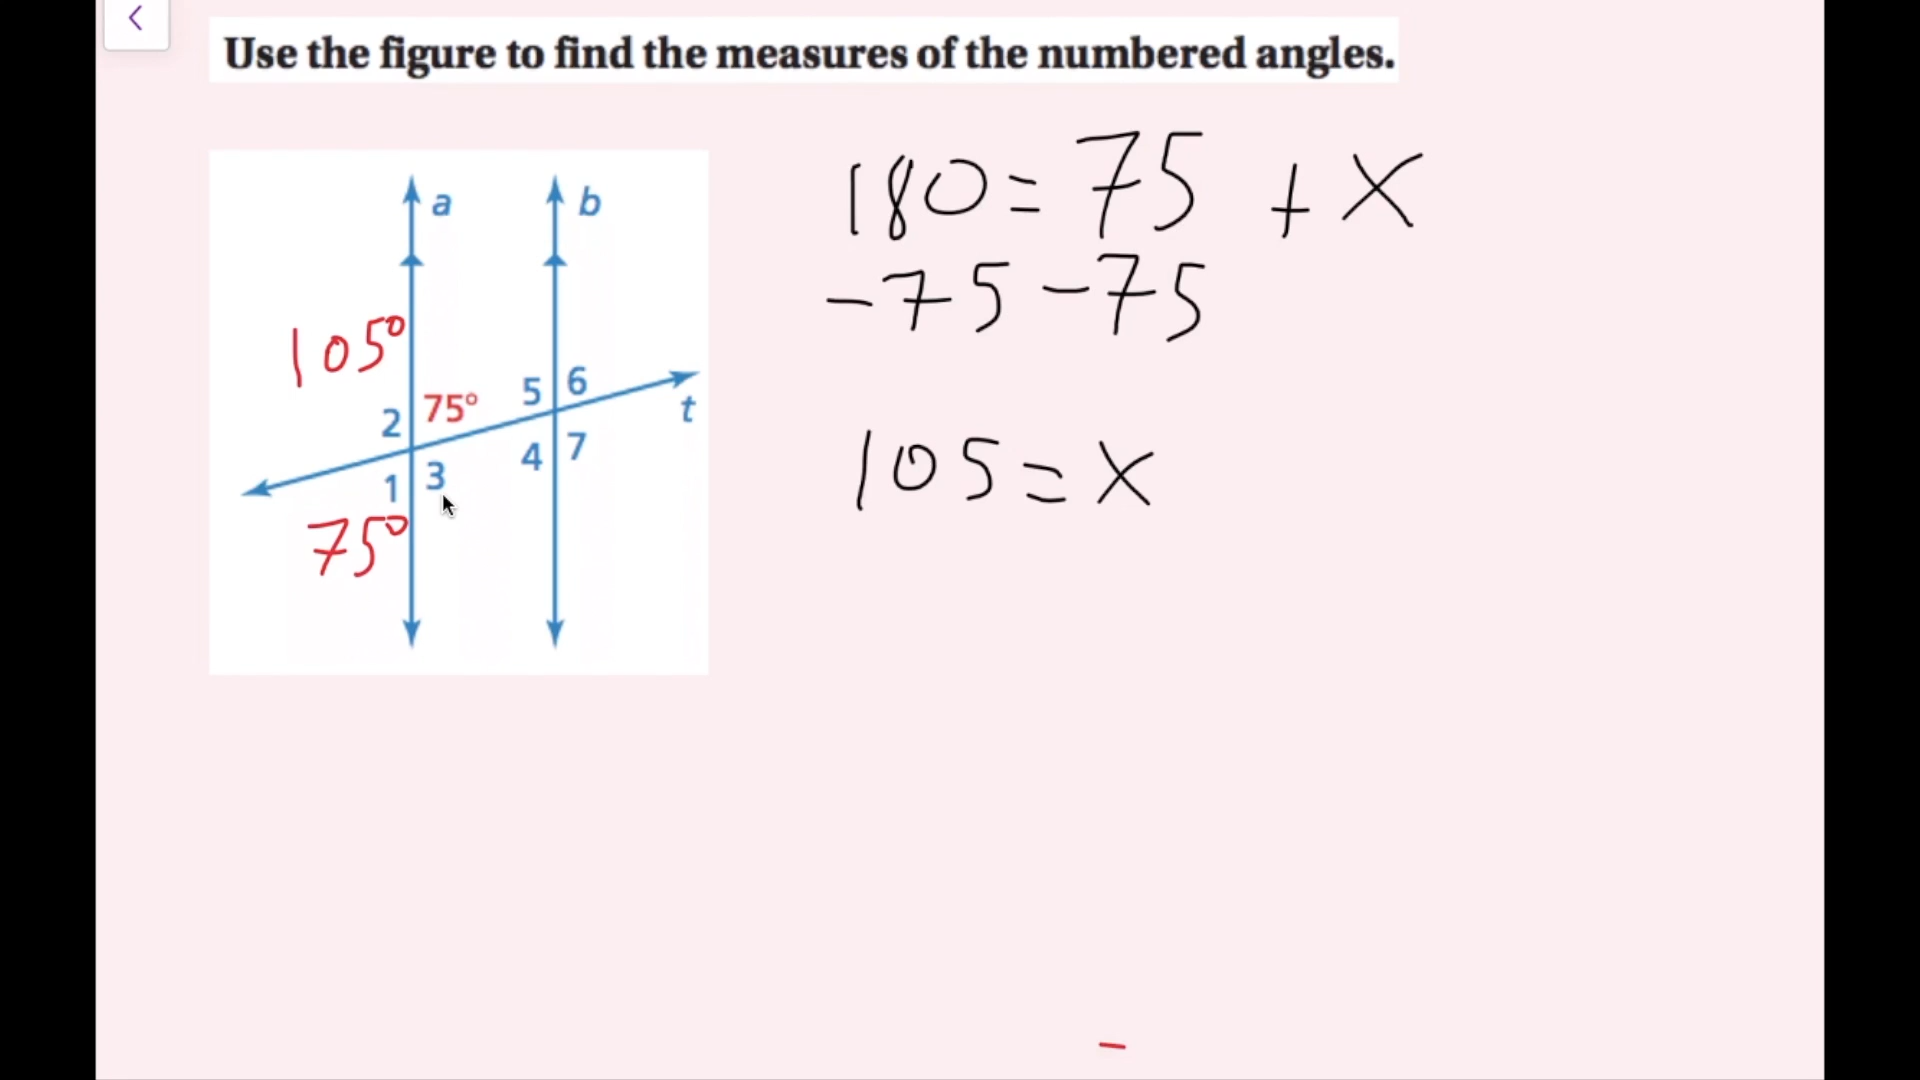 Use the figure to find the measures of the numbered angles.
180 = 75 + x
-75 -75
105 = x
a
b
105°
2
75°
5
6
t
1
3
4
7
75°